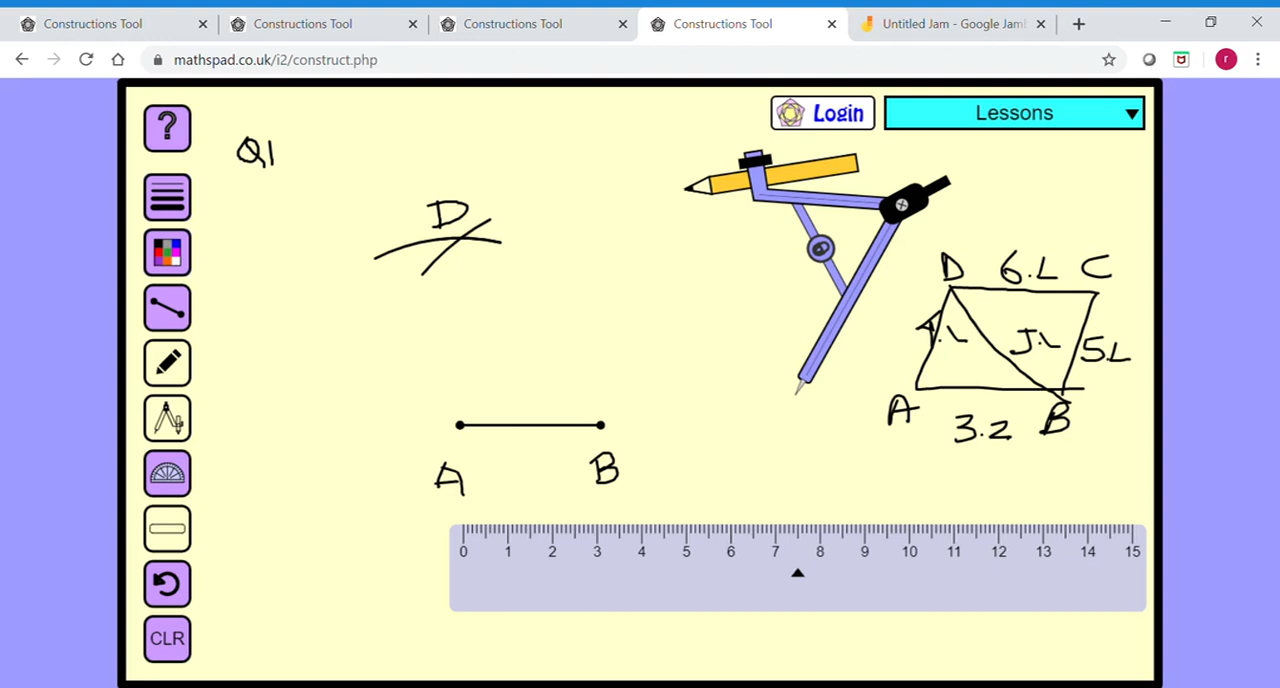 Constructions Tool
Constructions Tool
Constructions Tool
Constructions Tool
Untitled Jam - Google Jamb
mathspad.co.uk/i2/construct.php
r
?
Login
Lessons
Q1
D
D 6.L C
5.L
5L
A
B
3.2
A
B
0 1 2 3 4 5 6 7 8 9 10 11 12 13 14 15
CLR